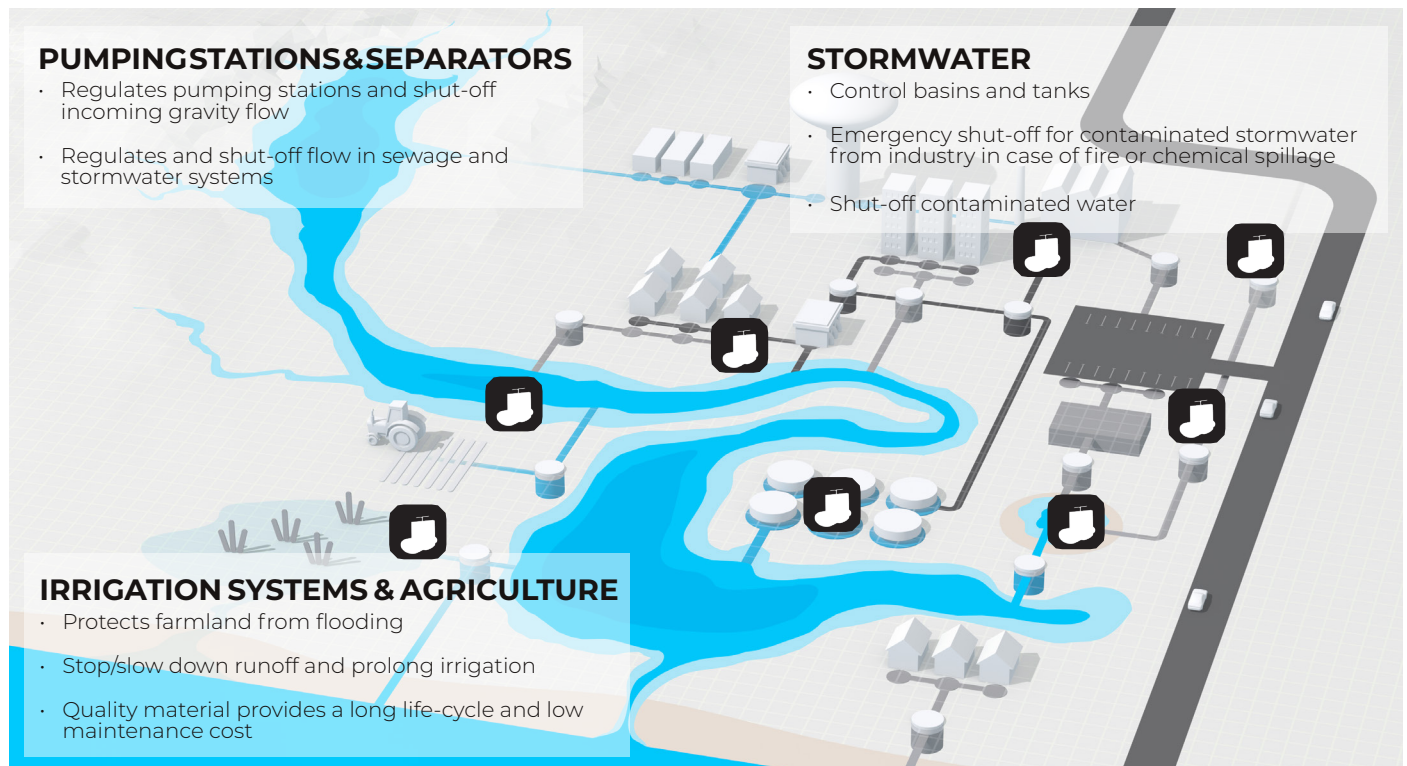 PUMPING STATIONS & SEPARATORS
· Regulates pumping stations and shut-off
incoming gravity flow
· Regulates and shut-off flow in sewage and
stormwater systems
STORMWATER
· Control basins and tanks
· Emergency shut-off for contaminated stormwater
from industry in case of fire or chemical spillage
· Shut-off contaminated water
IRRIGATION SYSTEMS & AGRICULTURE
· Protects farmland from flooding
· Stop/slow down runoff and prolong irrigation
· Quality material provides a long life-cycle and low
maintenance cost